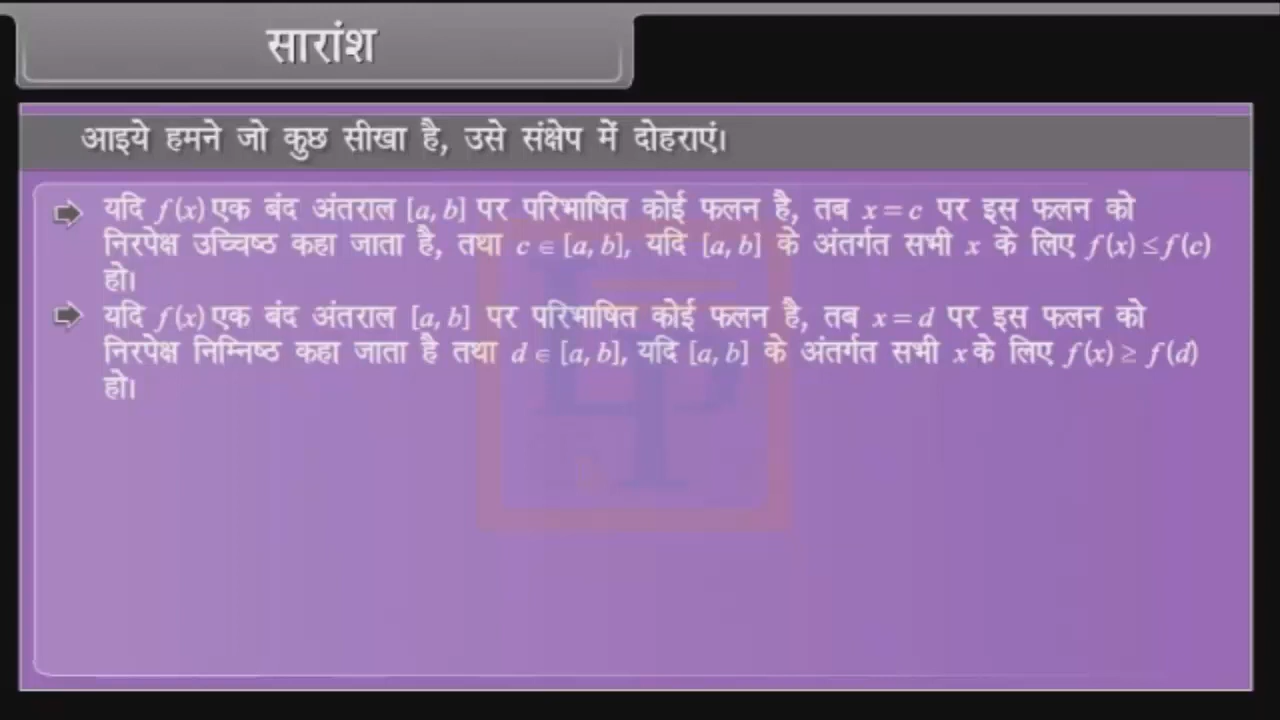 सारांश
आइये हमने जो कुछ सीखा है, उसे संक्षेप में दोहराएं।
यदि f(x) एक बंद अंतराल [a, b] पर परिभाषित कोई फलन है, तब x = c पर इस फलन को
निरपेक्ष उच्चिष्ठ कहा जाता है, तथा c ∈ [a, b], यदि [a, b] के अंतर्गत सभी x के लिए f(x) ≤ f(c)
हो।
यदि f(x) एक बंद अंतराल [a, b] पर परिभाषित कोई फलन है, तब x = d पर इस फलन को
निरपेक्ष निम्निष्ठ कहा जाता है तथा d ∈ [a, b], यदि [a, b] के अंतर्गत सभी x के लिए f(x) ≥ f(d)
हो।